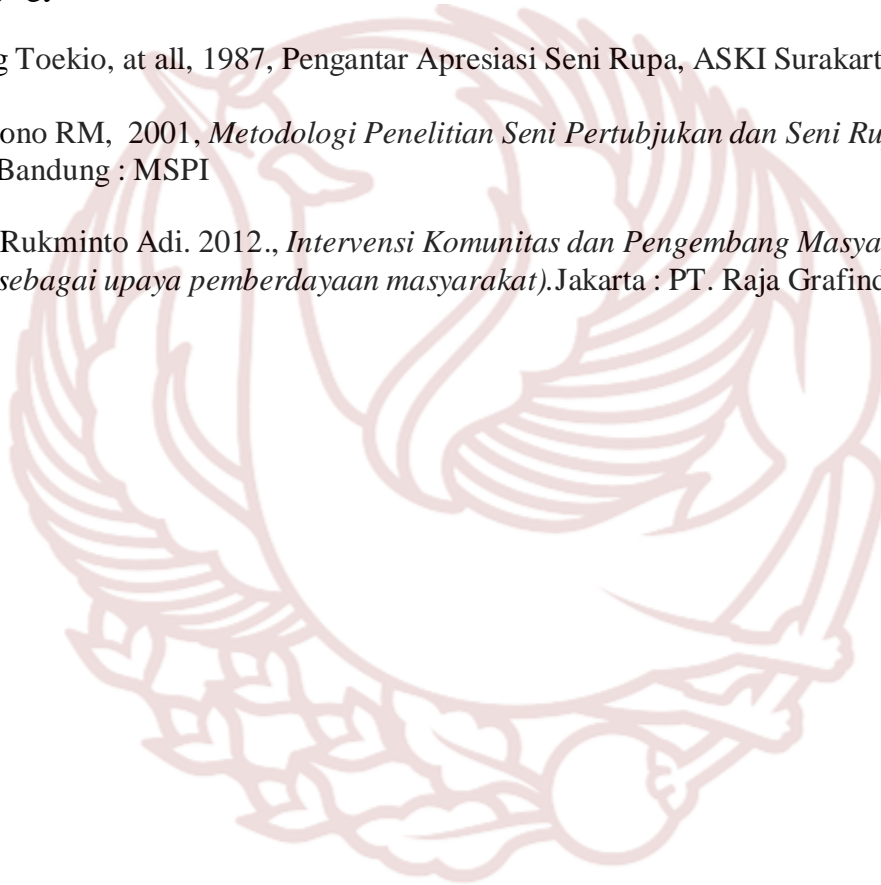 g Toekio, at all, 1987, Pengantar Apresiasi Seni Rupa, ASKI Surakart
ono RM, 2001, Metodologi Penelitian Seni Pertubjukan dan Seni Ru
Bandung : MSPI
Rukminto Adi. 2012., Intervensi Komunitas dan Pengembang Masya
sebagai upaya pemberdayaan masyarakat).Jakarta : PT. Raja Grafind